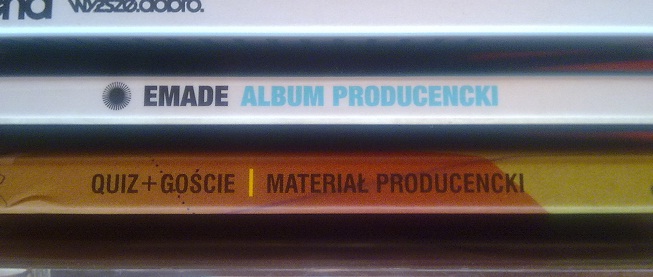 wyższe.dobro.
EMADE ALBUM PRODUCENCKI
QUIZ+GOŚCIE | MATERIAŁ PRODUCENCKI